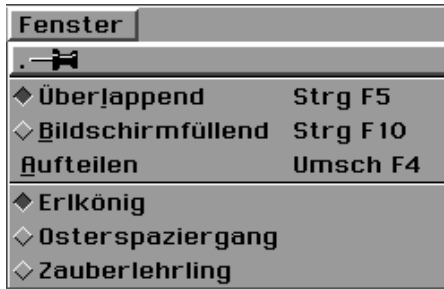 Fenster
Überlappend Strg F5
Bildschirmfüllend Strg F10
Aufteilen Umsch F4
Erlkönig
Osterspaziergang
Zauberlehrling